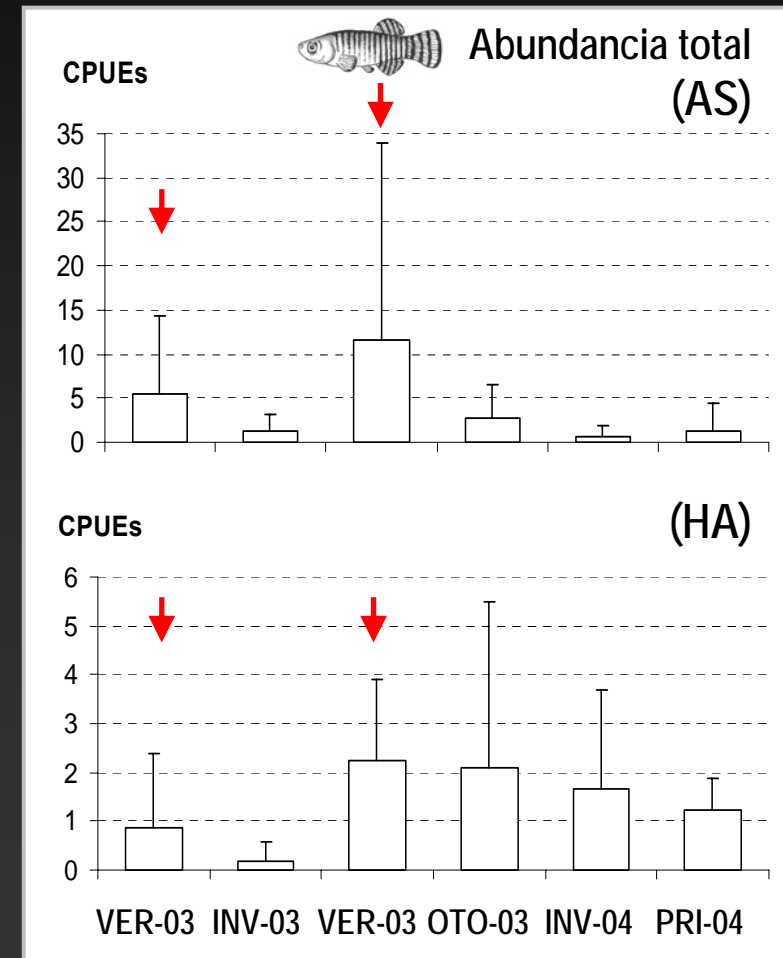 Abundancia total
(AS)
CPUEs
35
30
25
20
15
10
5
0
(HA)
CPUEs
6
5
4
3
2
1
0
VER-03 INV-03 VER-03 OTO-03 INV-04 PRI-04